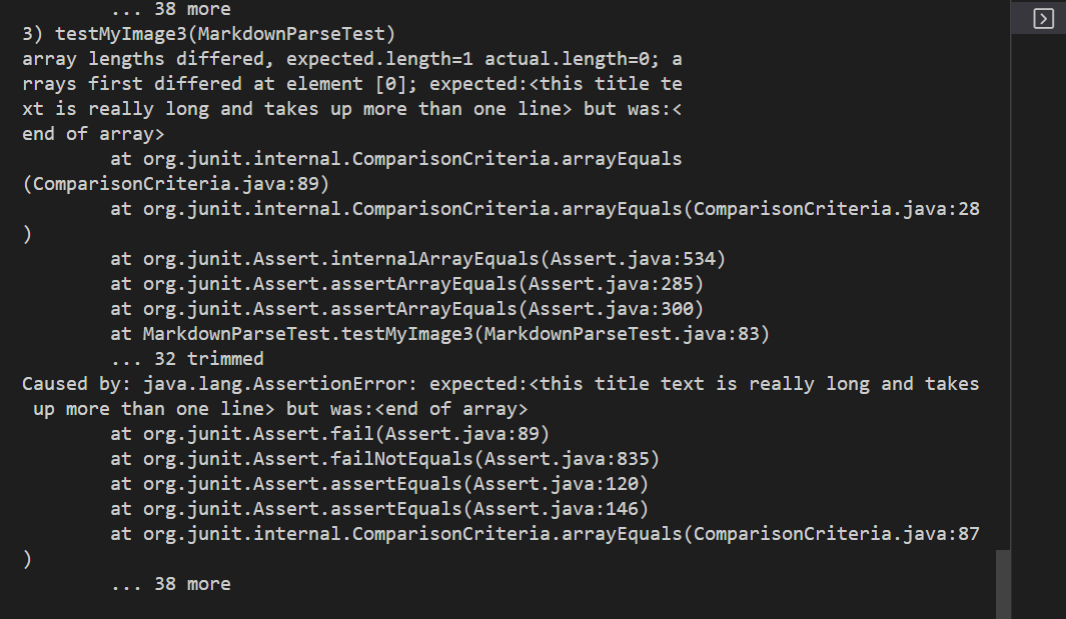 ... 38 more
3) testMyImage3(MarkdownParseTest)
array lengths differed, expected.length=1 actual.length=0; a
rrays first differed at element [0]; expected:<this title te
xt is really long and takes up more than one line> but was:<
end of array>
at org.junit.internal.ComparisonCriteria.arrayEquals
(ComparisonCriteria.java:89)
at org.junit.internal.ComparisonCriteria.arrayEquals(ComparisonCriteria.java:28
)
at org.junit.Assert.internalArrayEquals(Assert.java:534)
at org.junit.Assert.assertArrayEquals(Assert.java:285)
at org.junit.Assert.assertArrayEquals(Assert.java:300)
at MarkdownParseTest.testMyImage3(MarkdownParseTest.java:83)
... 32 trimmed
Caused by: java.lang.AssertionError: expected:<this title text is really long and takes
up more than one line> but was:<end of array>
at org.junit.Assert.fail(Assert.java:89)
at org.junit.Assert.failNotEquals(Assert.java:835)
at org.junit.Assert.assertEquals(Assert.java:120)
at org.junit.Assert.assertEquals(Assert.java:146)
at org.junit.internal.ComparisonCriteria.arrayEquals(ComparisonCriteria.java:87
)
... 38 more